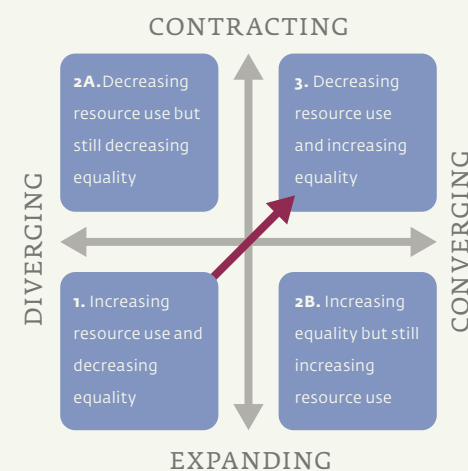 CONTRACTING
2A. Decreasing
resource use but
still decreasing
equality
3. Decreasing
resource use
and increasing
equality
DIVERGING
CONVERGING
1. Increasing
resource use and
decreasing
equality
2B. Increasing
equality but still
increasing
resource use
EXPANDING